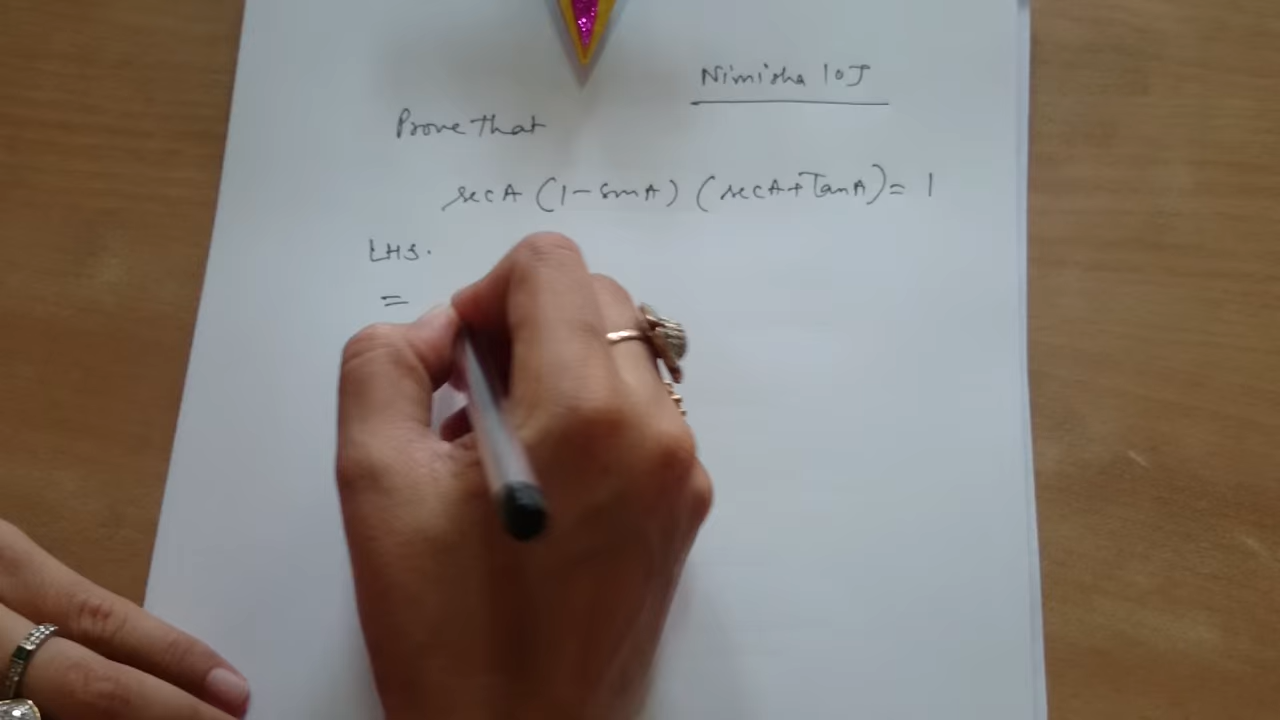 Nimisha 10J
Prove that
secA (1-sinA) (secA+TanA)= 1
LHS.
=